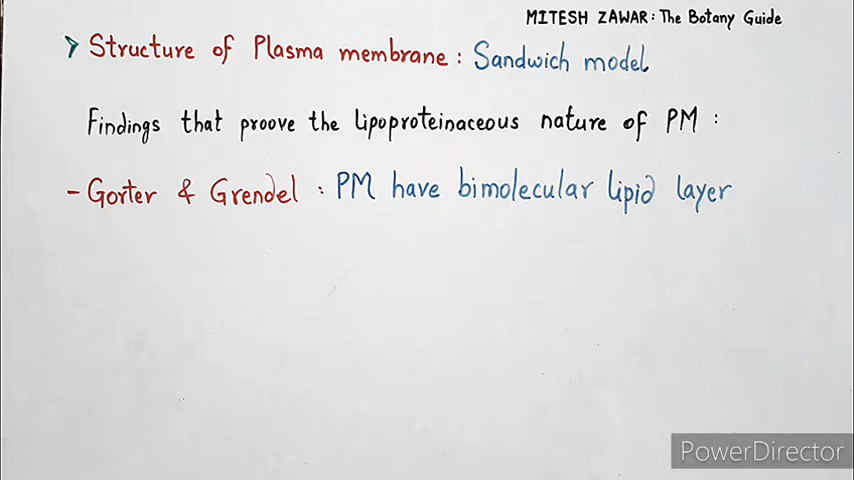 MITESH ZAWAR: The Botany Guide
Structure of Plasma membrane : Sandwich model
Findings that proove the lipoproteinaceous nature of PM :
- Gorter & Grendel : PM have bimolecular lipid layer
PowerDirector